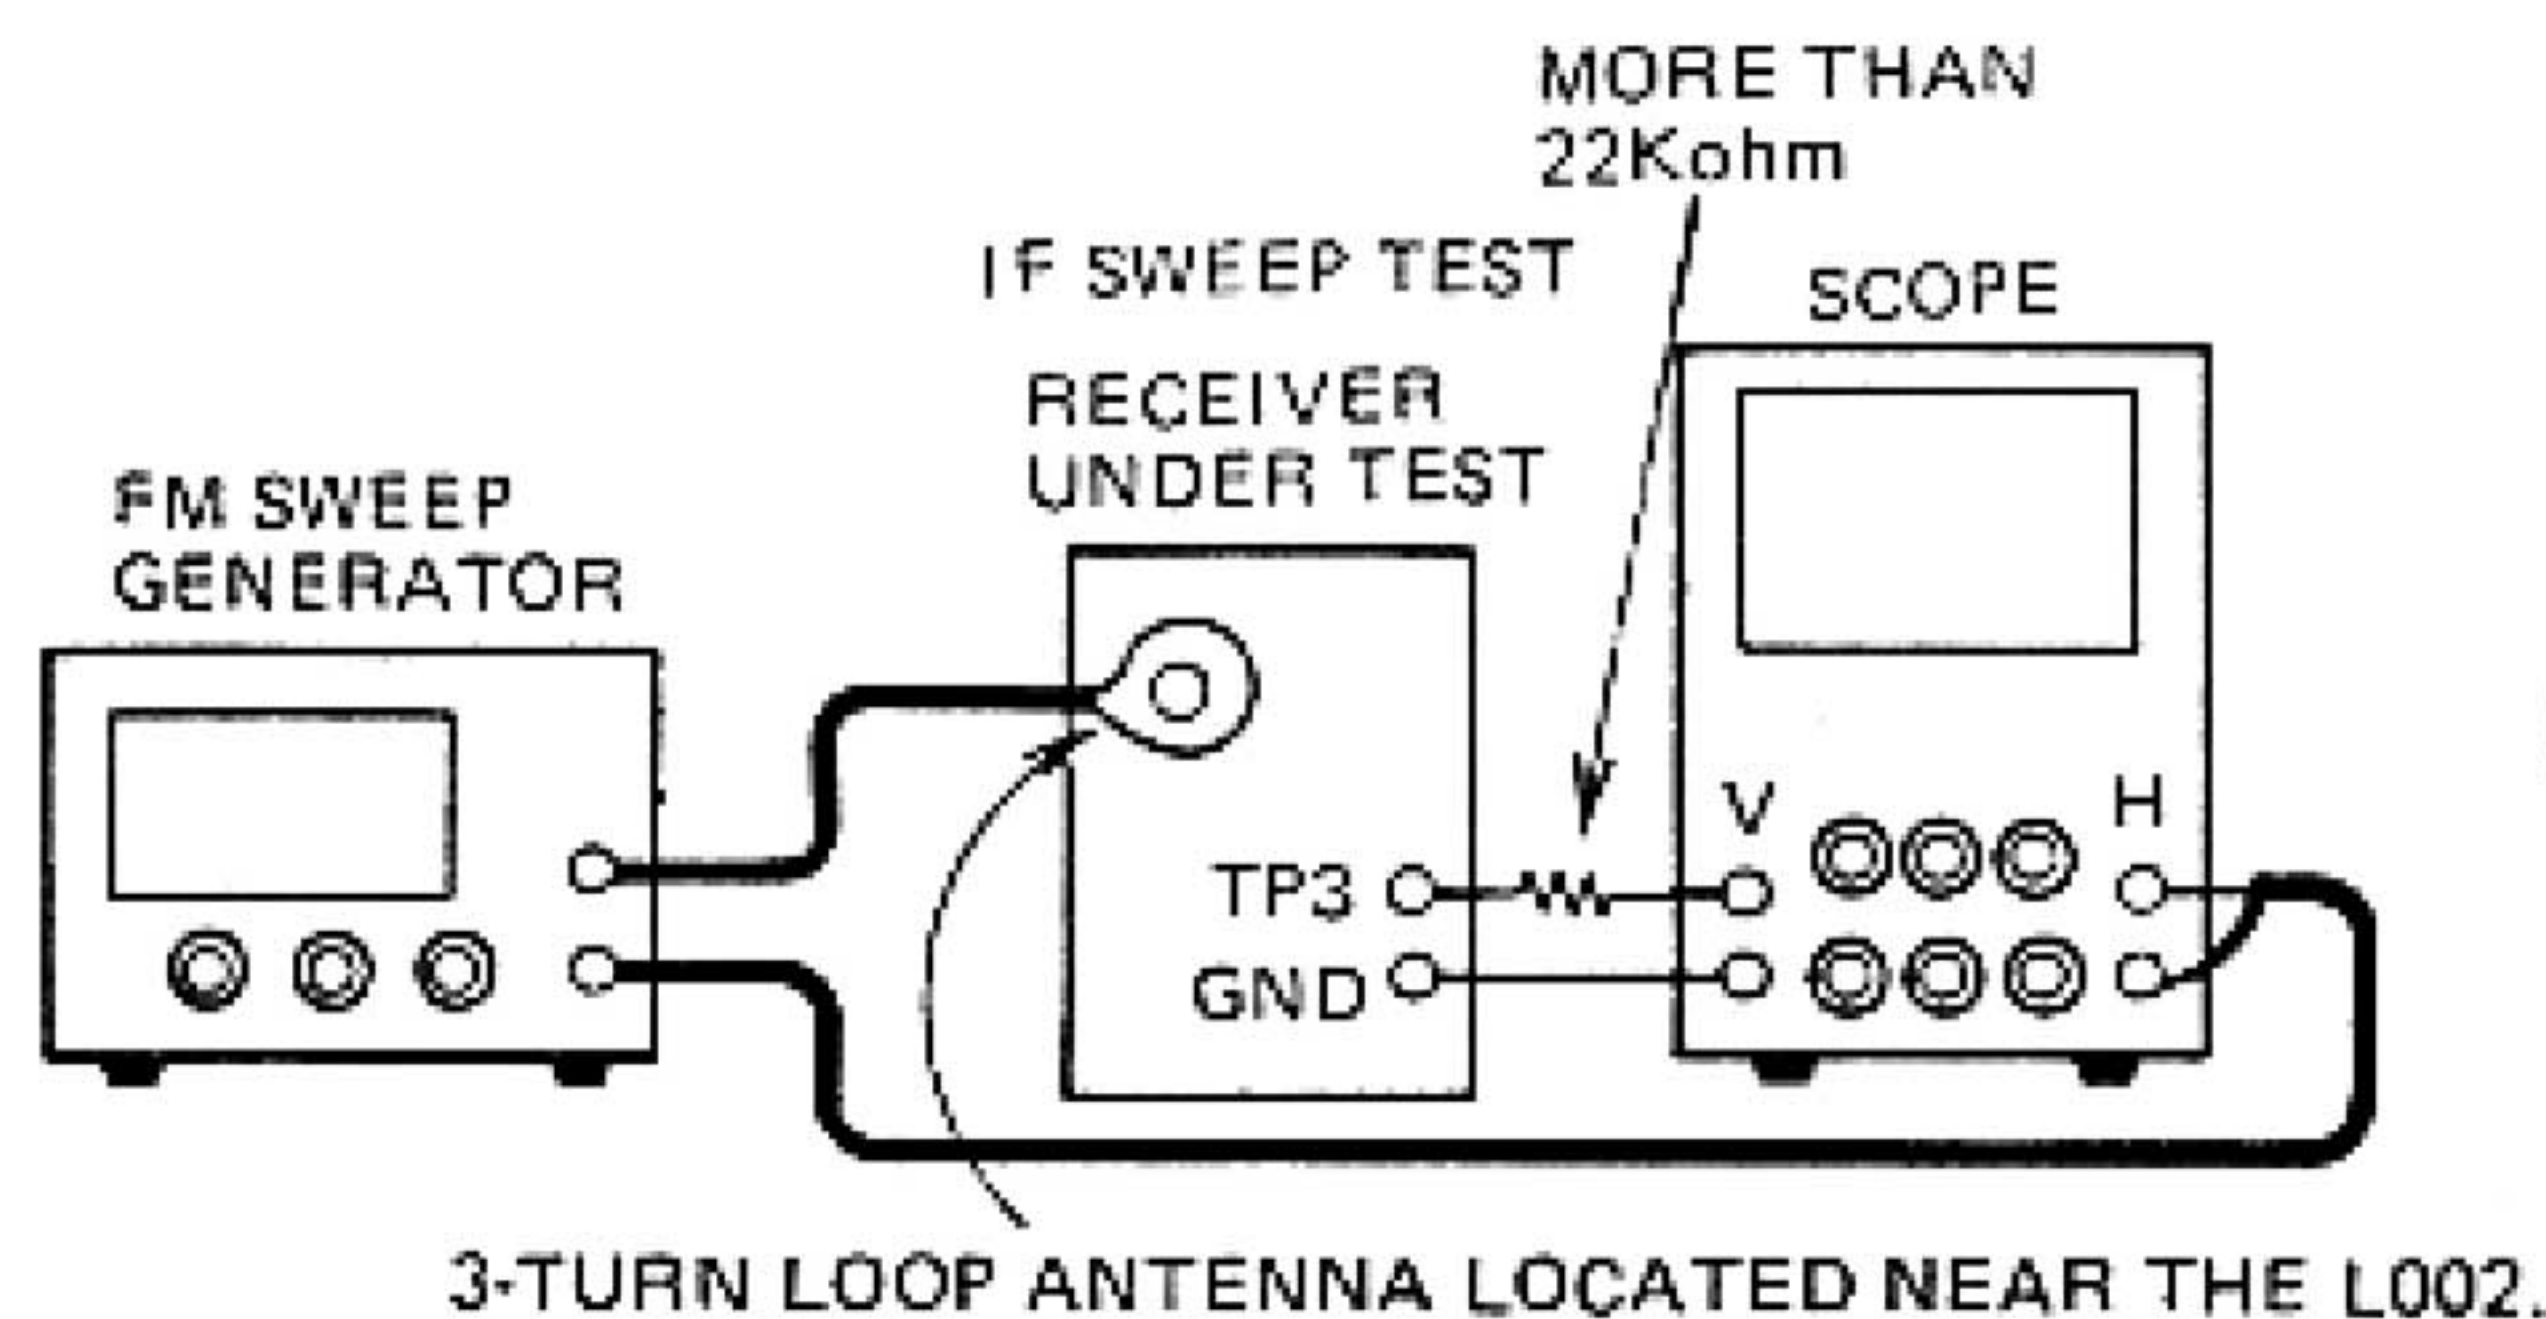 MORE THAN
22Kohm
IF SWEEP TEST
SCOPE
RECEIVER
UNDER TEST
FM SWEEP
GENERATOR
V
H
TP3
GND
3-TURN LOOP ANTENNA LOCATED NEAR THE L002.